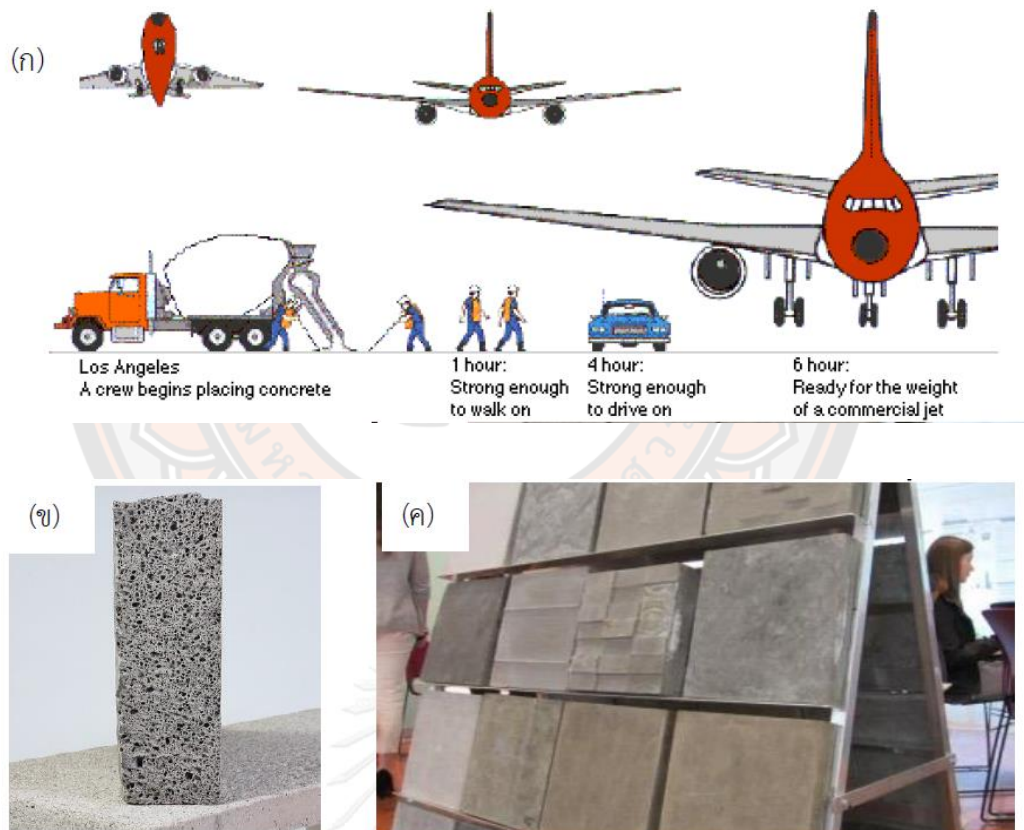 (ก)
Los Angeles
A crew begins placing concrete
1 hour:
Strong enough
to walk on
4 hour:
Strong enough
to drive on
6 hour:
Ready for the weight
of a commercial jet
(ข)
(ค)